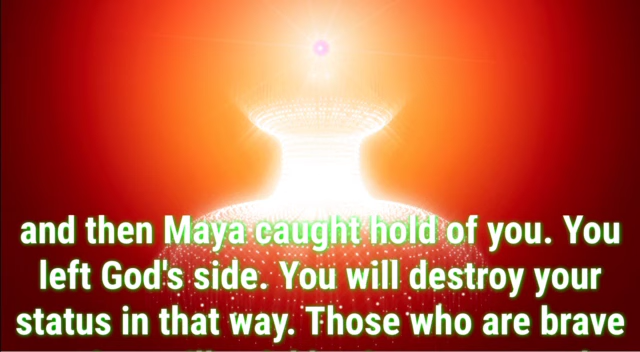 and then Maya caught hold of you. You
left God's side. You will destroy your
status in that way. Those who are brave